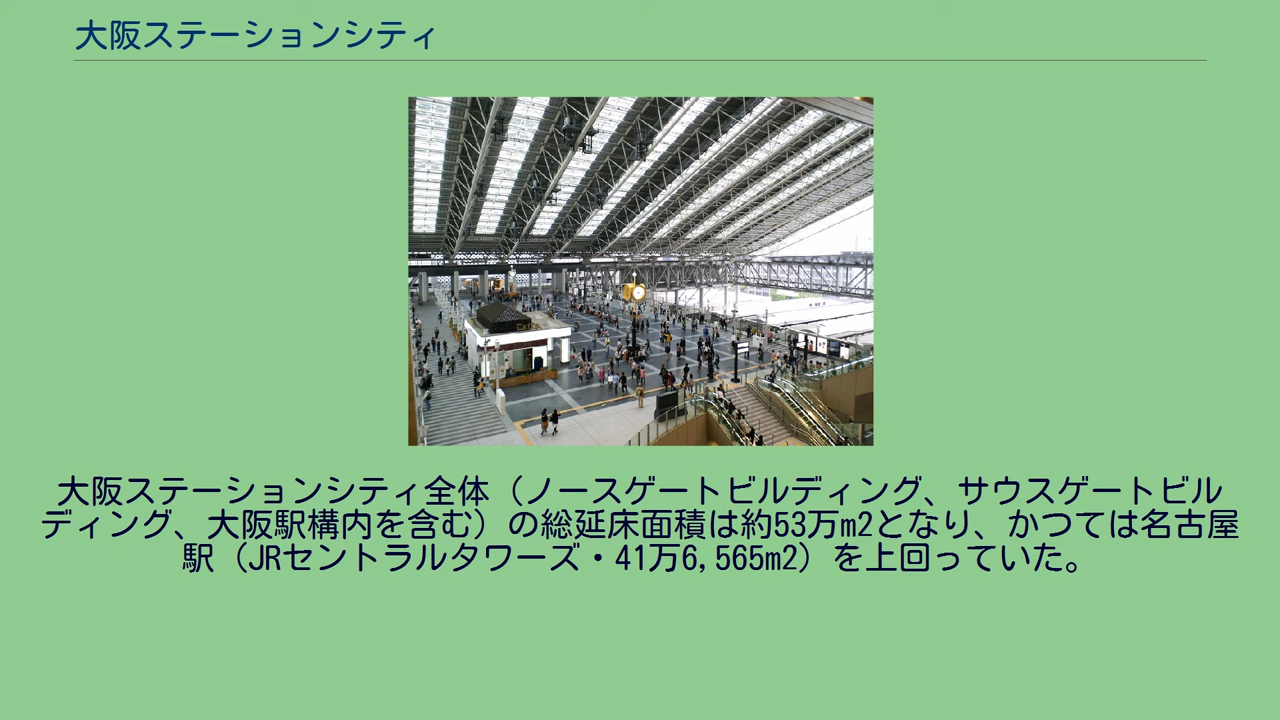 大阪ステーションシティ
Cafe
大阪ステーションシティ全体（ノースゲートビルディング、サウスゲートビル
ディング、大阪駅構内を含む）の総延床面積は約53万m2となり、かつては名古屋
駅（JRセントラルタワーズ・41万6,565m2）を上回っていた。